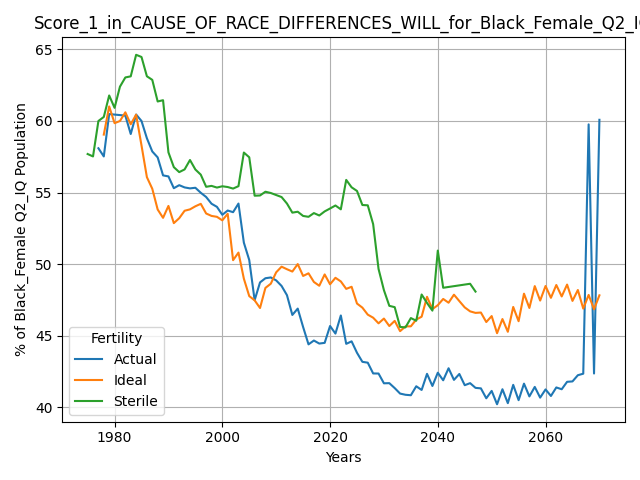 Score_1_in_CAUSE_OF_RACE_DIFFERENCES_WILL_for_Black_Female_Q2_I
65
60
55
50
45
40
% of Black_Female Q2_IQ Population
Fertility
Actual
Ideal
Sterile
1980 2000 2020 2040 2060
Years